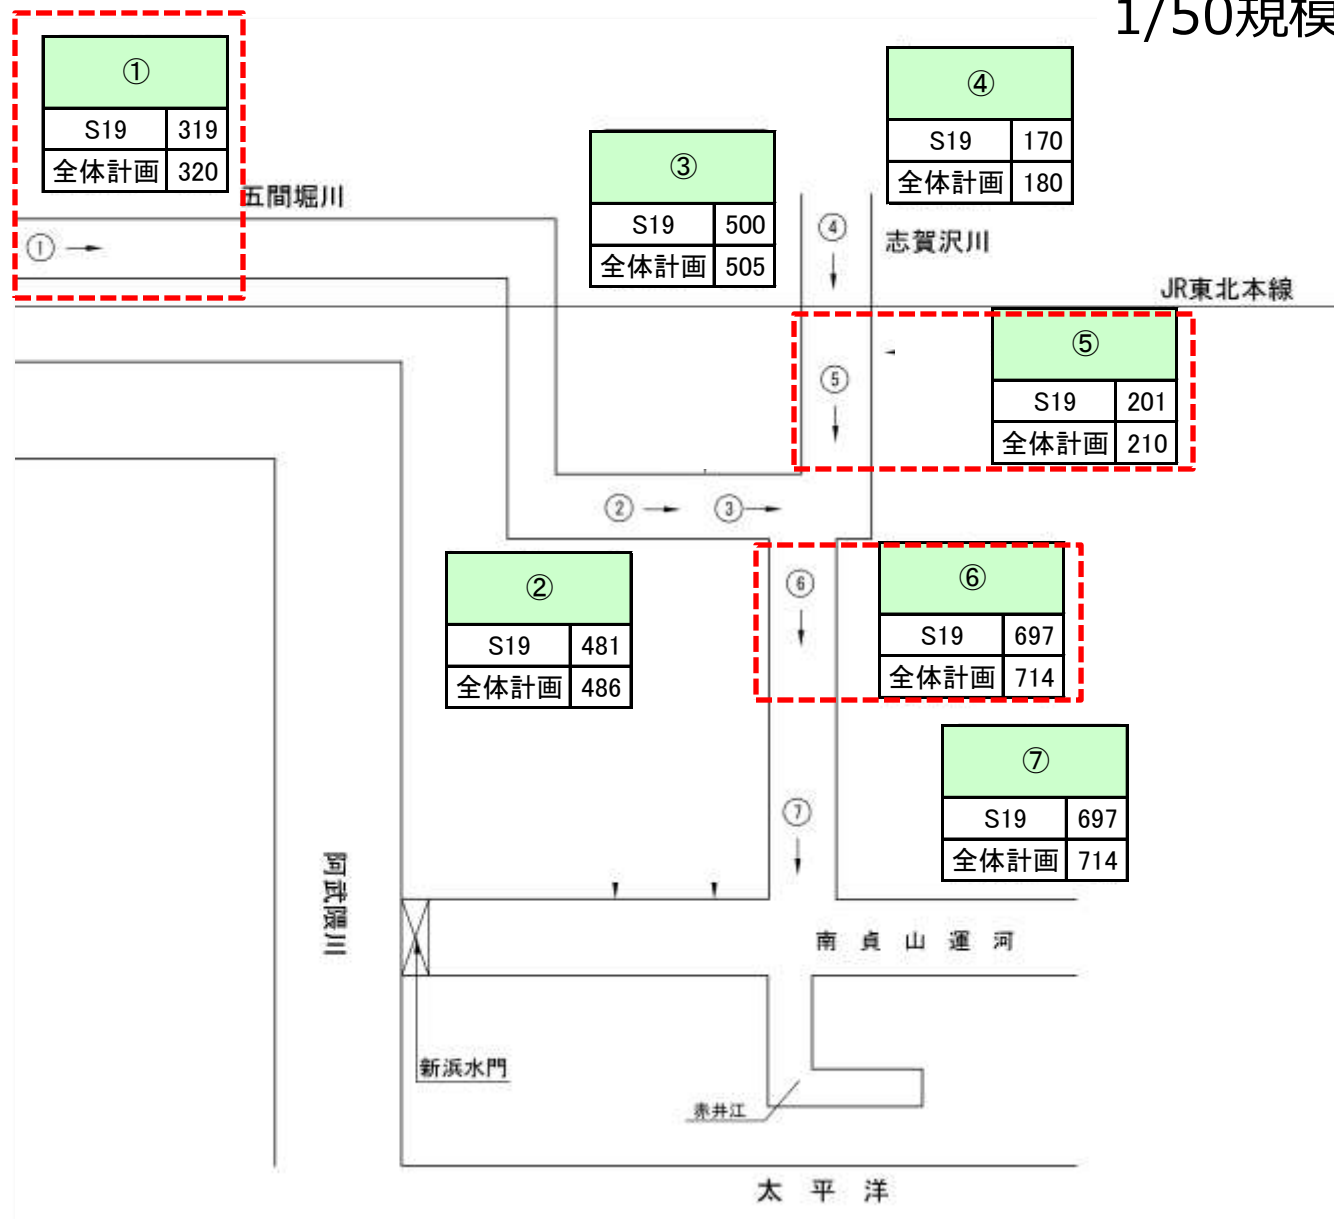 1/50規模
①
S19 319
全体計画 320
④
S19 170
全体計画 180
③
S19 500
全体計画 505
五間堀川
① →
④
志賀沢川
JR東北本線
⑤
S19 201
全体計画 210
⑤
② → ③ →
②
S19 481
全体計画 486
⑥
⑥
S19 697
全体計画 714
⑦
S19 697
全体計画 714
⑦
阿武隈川
南貞山運河
新浜水門
赤井江
太平洋